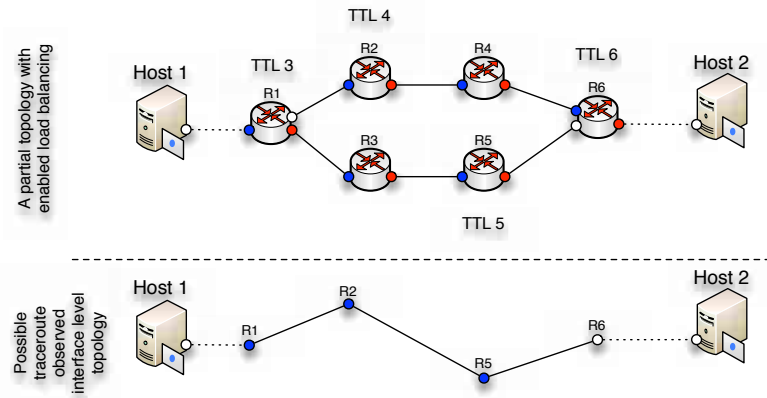 A partial topology with
enabled load balancing
Host 1
TTL 3
TTL 4
TTL 6
Host 2
R1
R2
R4
R6
R3
R5
TTL 5
Possible
traceroute
observed
interface level
topology
Host 1
R1
R2
R5
R6
Host 2